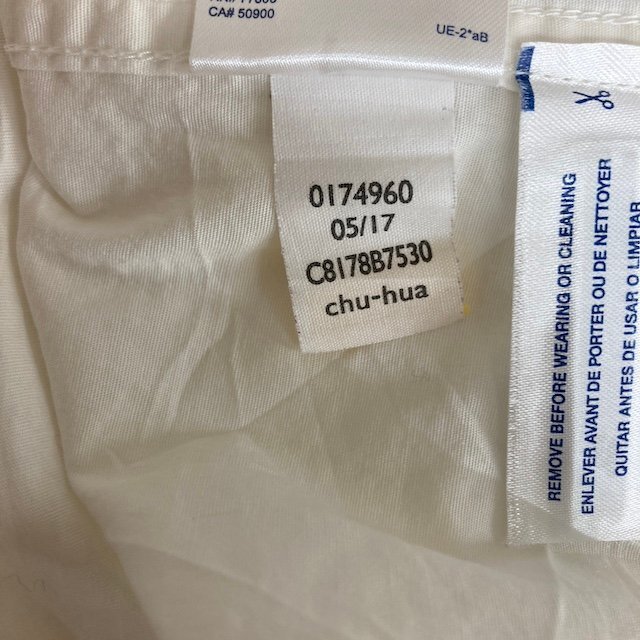 CA# 50900
UE-2*aB
0174960
05/17
C8178B7530
chu-hua
REMOVE BEFORE WEARING OR CLEANING
ENLEVER AVANT DE PORTER OU DE NETTOYER
QUITAR ANTES DE USAR O LIMPIAR